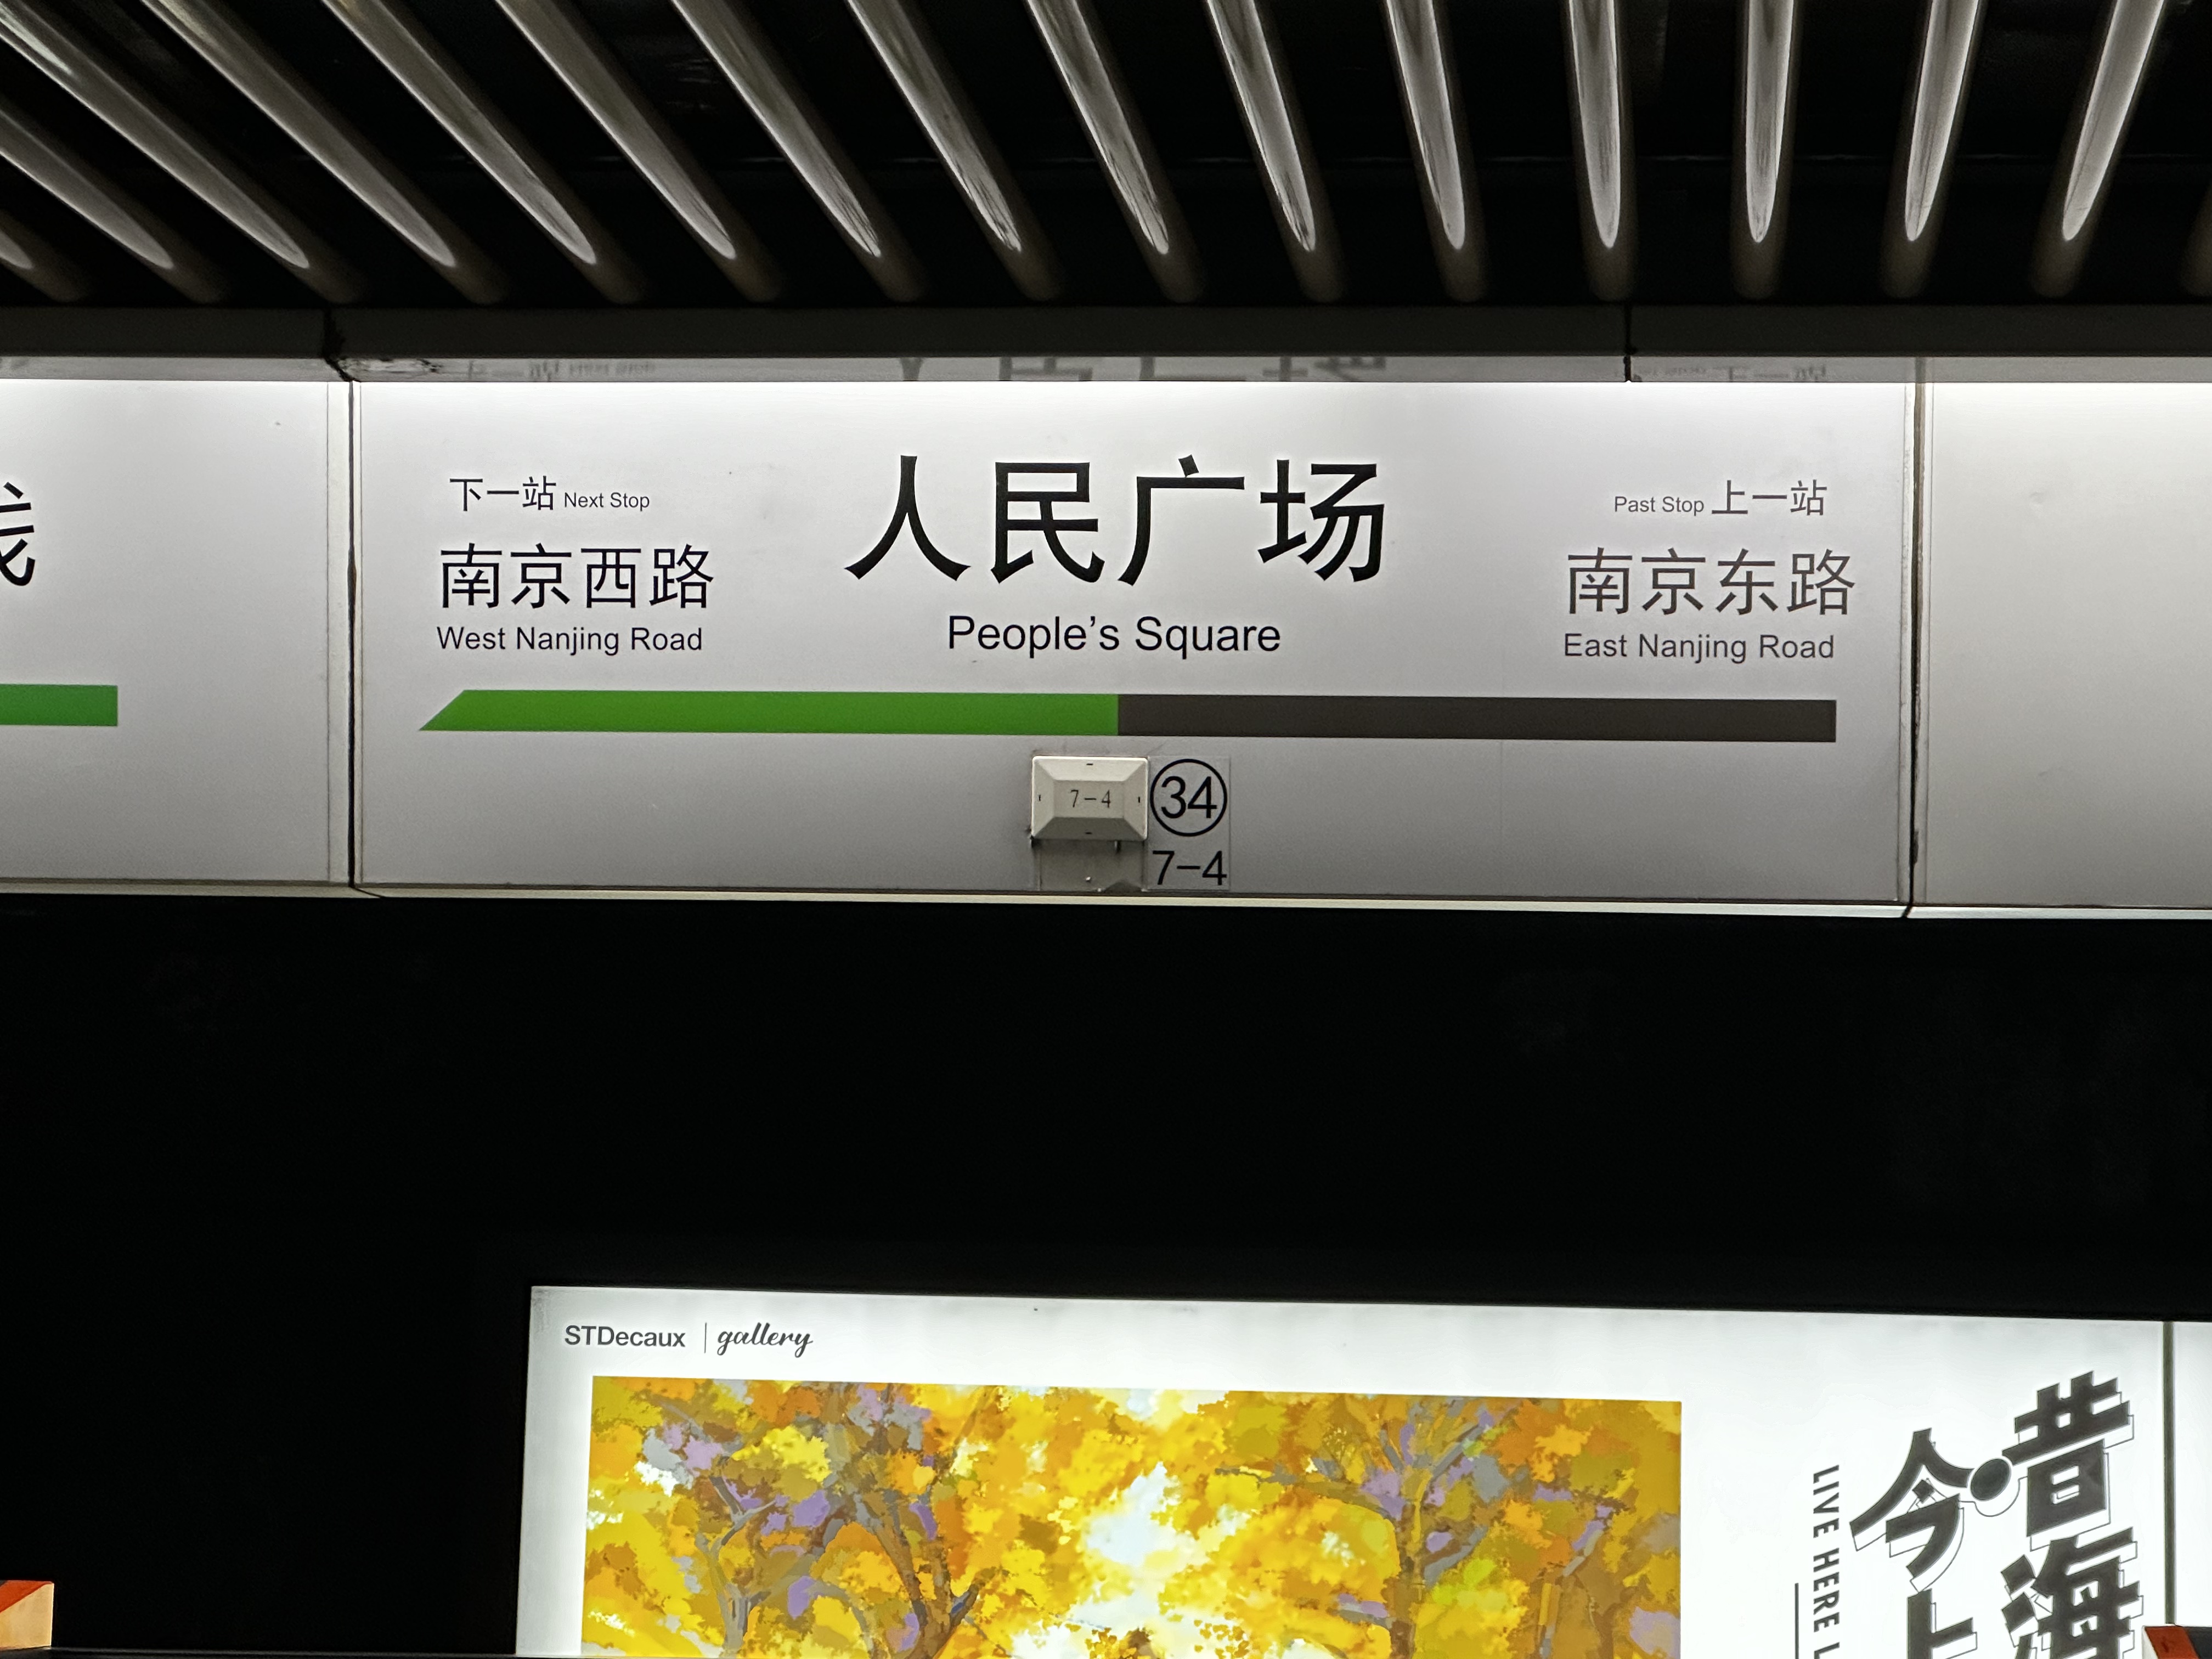 下一站 Next Stop
南京西路
West Nanjing Road
人民广场
People's Square
Past Stop 上一站
南京东路
East Nanjing Road
7-4
34
7-4
STDecaux | gallery
昔海
今·上
LIVE HERE